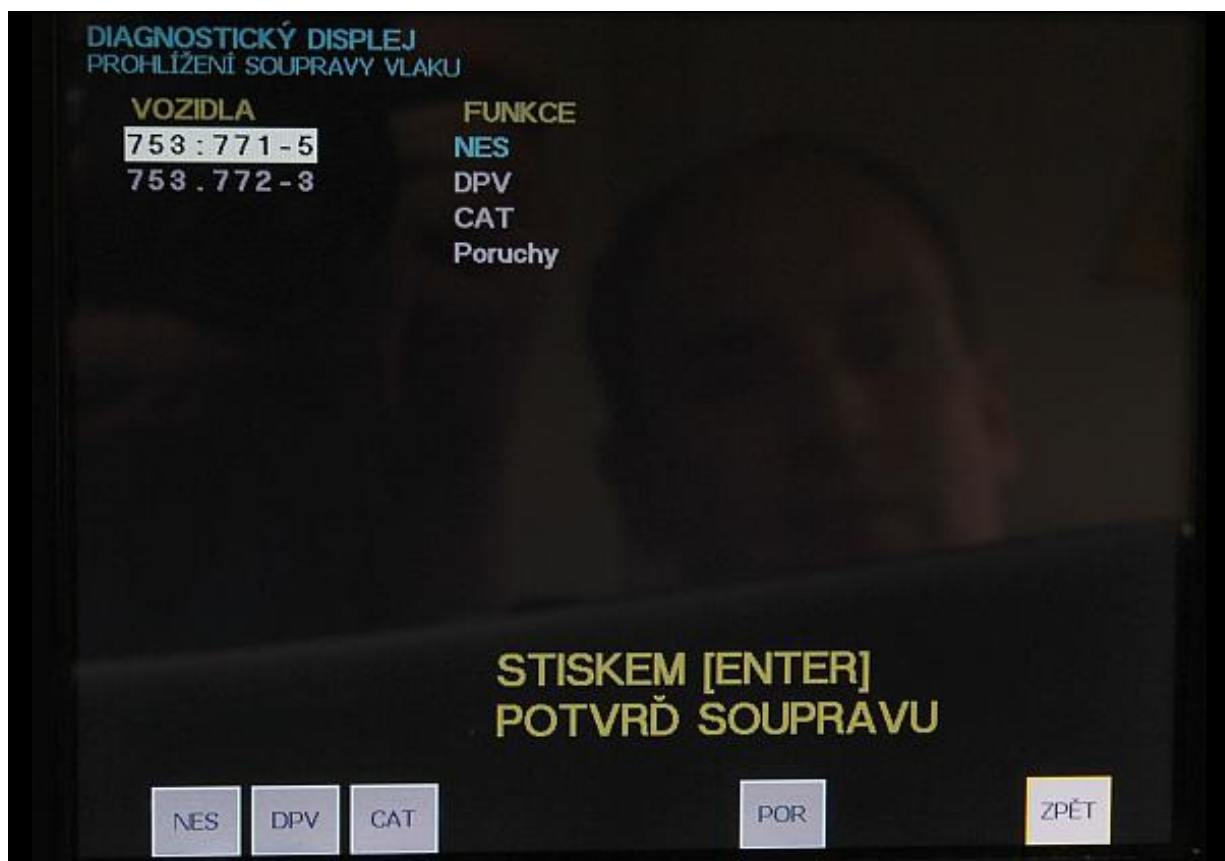 DIAGNOSTICKÝ DISPLEJ
PROHLÍŽENÍ SOUPRAVY VLAKU
VOZIDLA FUNKCE
753:771-5 NES
753.772-3 DPV
CAT
Poruchy
STISKEM [ENTER]
POTVRĎ SOUPRAVU
NES DPV CAT POR ZPĚT